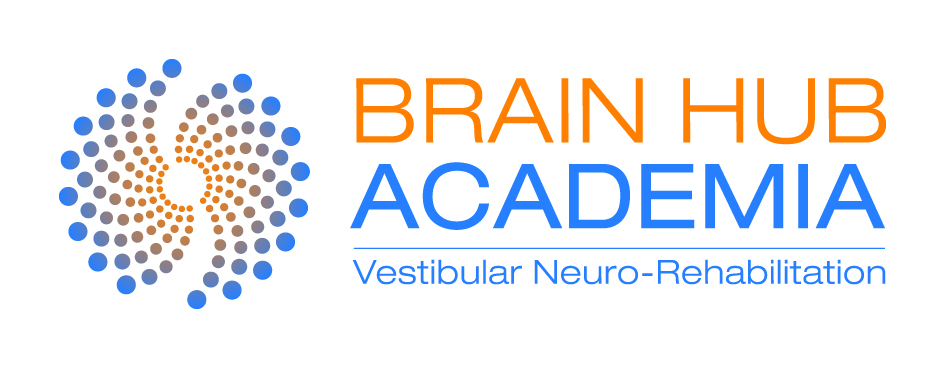 BRAIN HUB
ACADEMIA
Vestibular Neuro-Rehabilitation